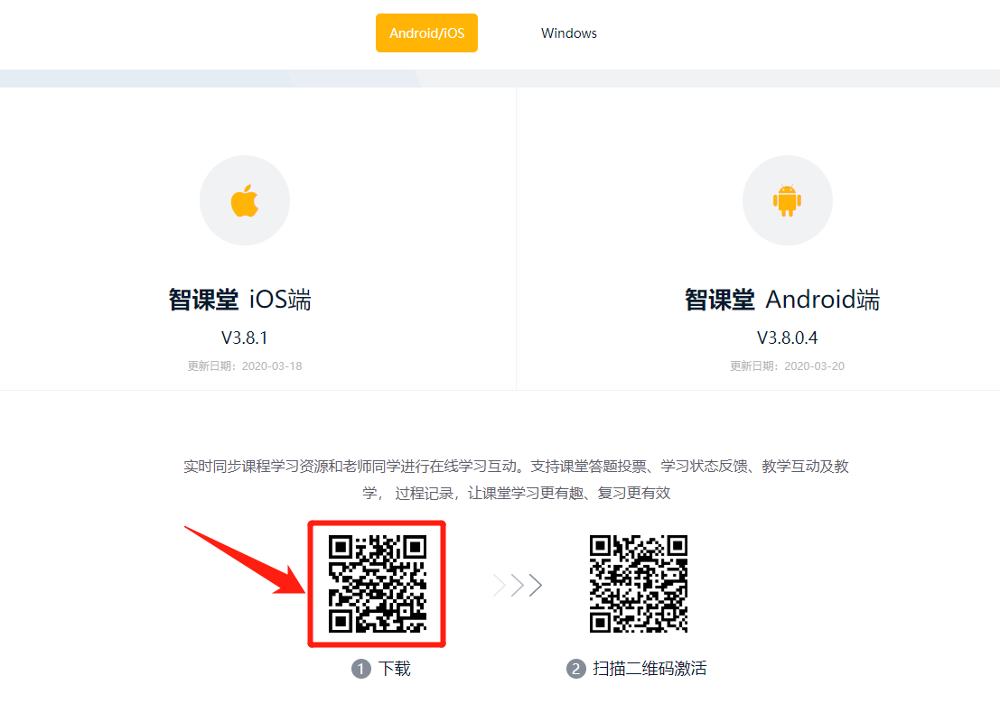 Android/iOS
Windows
智课堂 iOS端
V3.8.1
更新日期：2020-03-18
智课堂 Android端
V3.8.0.4
更新日期：2020-03-20
实时同步课程学习资源和老师同学进行在线学习互动。支持课堂答题投票、学习状态反馈、教学互动及教
学， 过程记录，让课堂学习更有趣、复习更有效
1 下载
2 扫描二维码激活